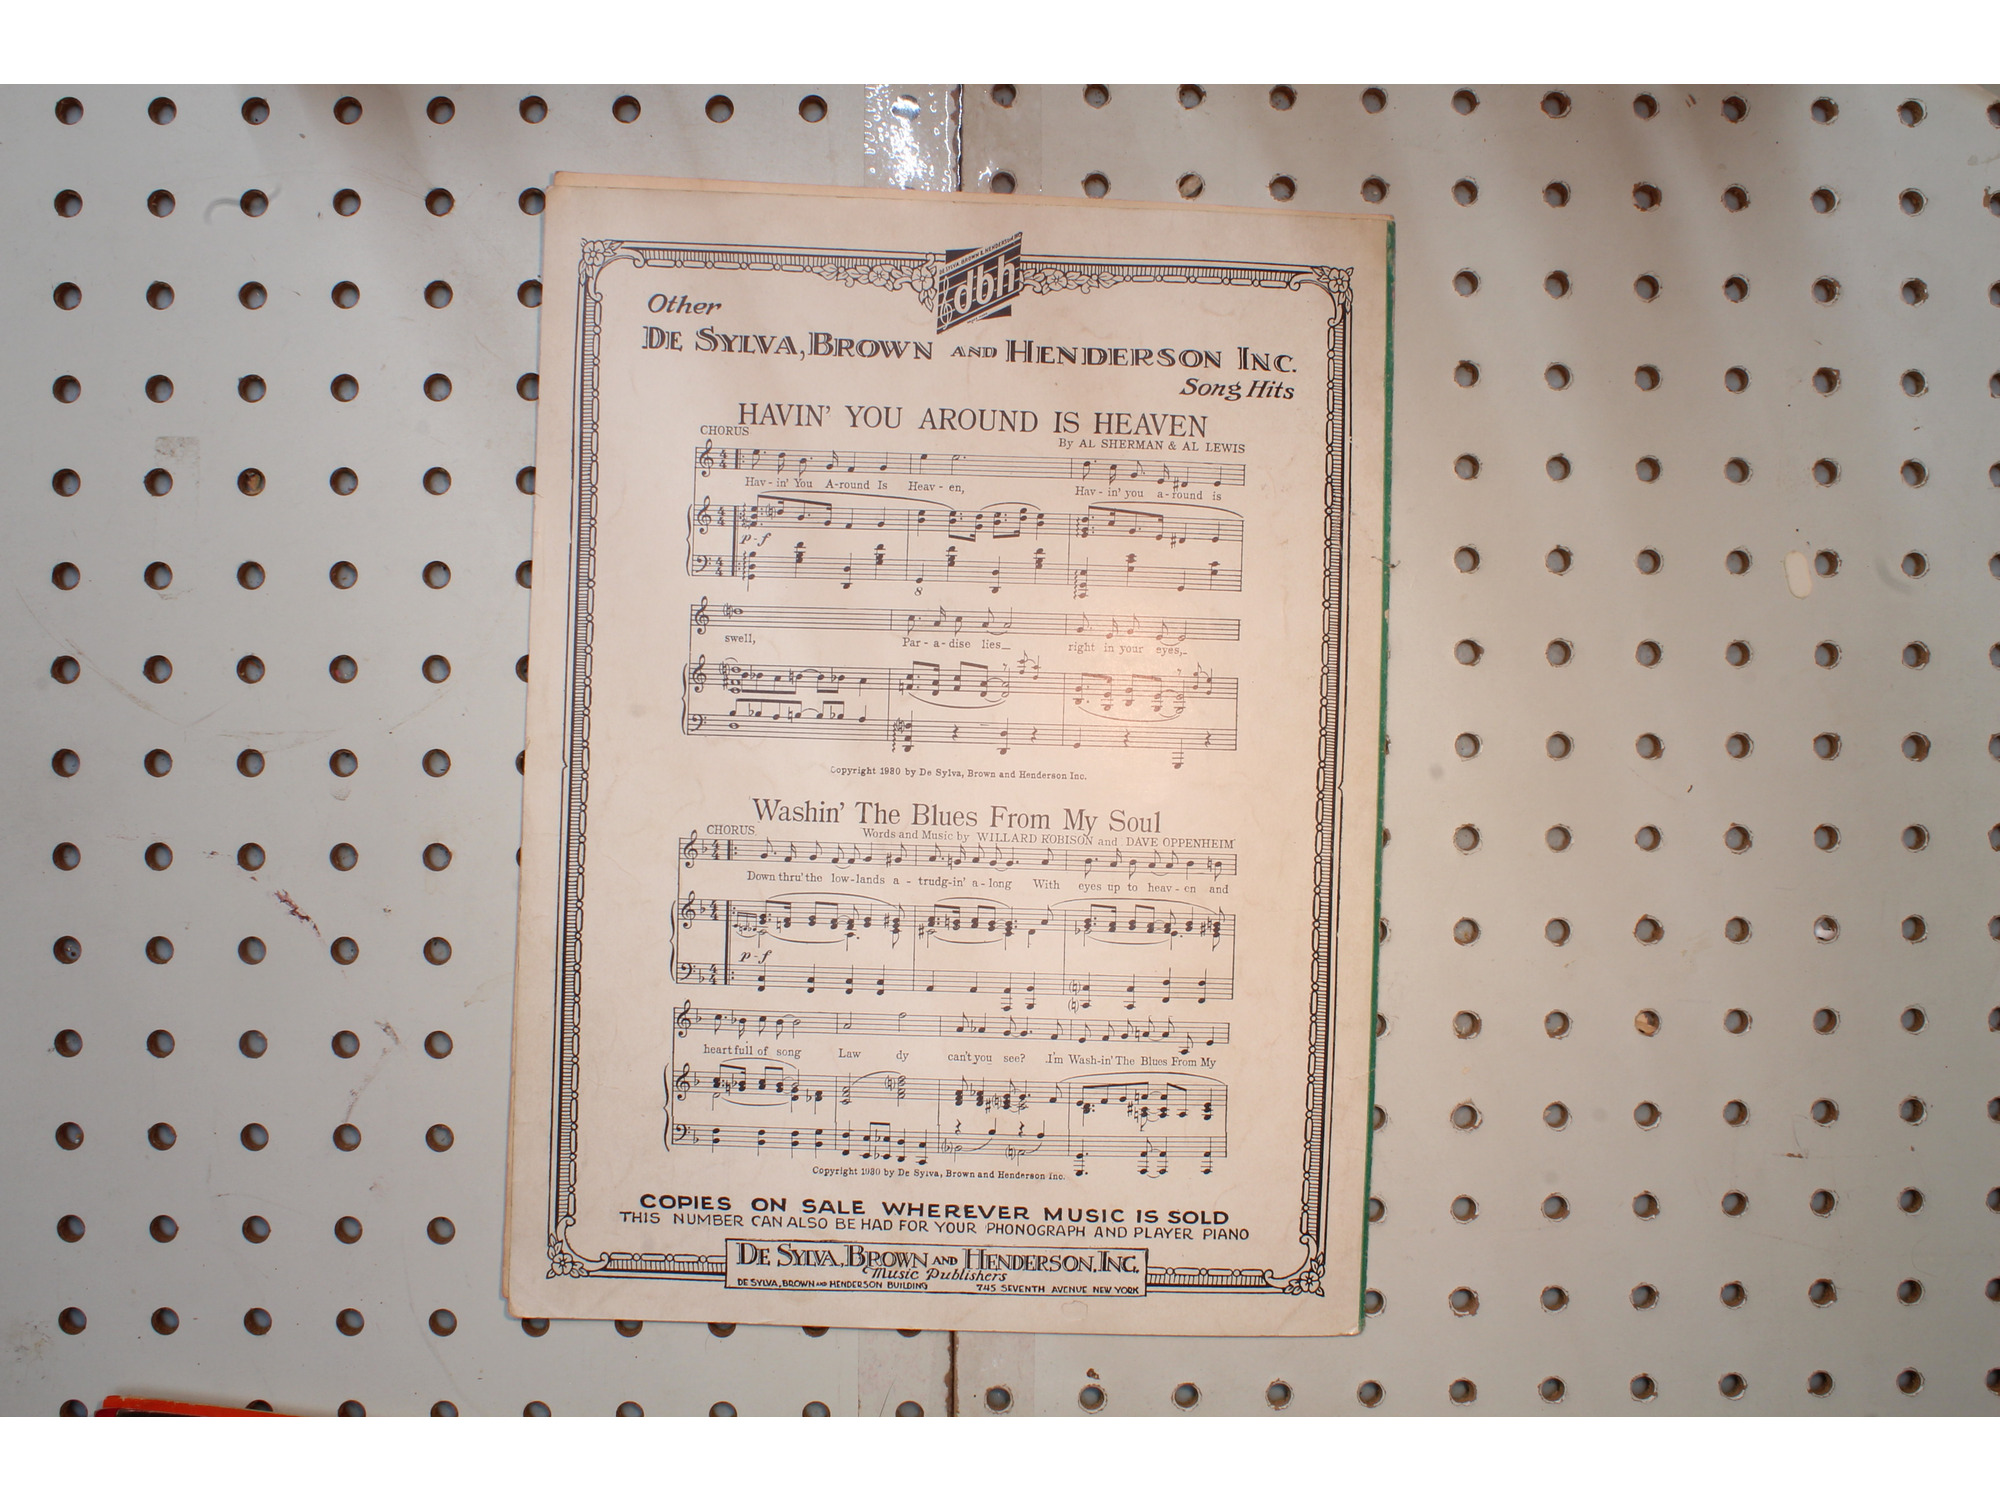 DE SYLVA, BROWN & HENDERSON INC
dbh
Other
DE SYLVA, BROWN AND HENDERSON INC.
Song Hits
HAVIN' YOU AROUND IS HEAVEN
CHORUS
By AL SHERMAN & AL LEWIS
Hav-in' You A-round Is Heav-en, Hav-in' you a-round is
p-f
8
swell, Par-a-dise lies_ right in your eyes,_
Copyright 1930 by De Sylva, Brown and Henderson Inc.
Washin' The Blues From My Soul
CHORUS
Words and Music by WILLARD ROBISON and DAVE OPPENHEIM
Down thru' the low-lands a-trudg-in' a-long With eyes up to heav-en and
p-f
heart full of song Law dy can't you see? I'm Wash-in' The Blues From My
Copyright 1930 by De Sylva, Brown and Henderson Inc.
COPIES ON SALE WHEREVER MUSIC IS SOLD
THIS NUMBER CAN ALSO BE HAD FOR YOUR PHONOGRAPH AND PLAYER PIANO
DE SYLVA, BROWN AND HENDERSON, INC.
Music Publishers
DE SYLVA, BROWN AND HENDERSON BUILDING 745 SEVENTH AVENUE NEW YORK